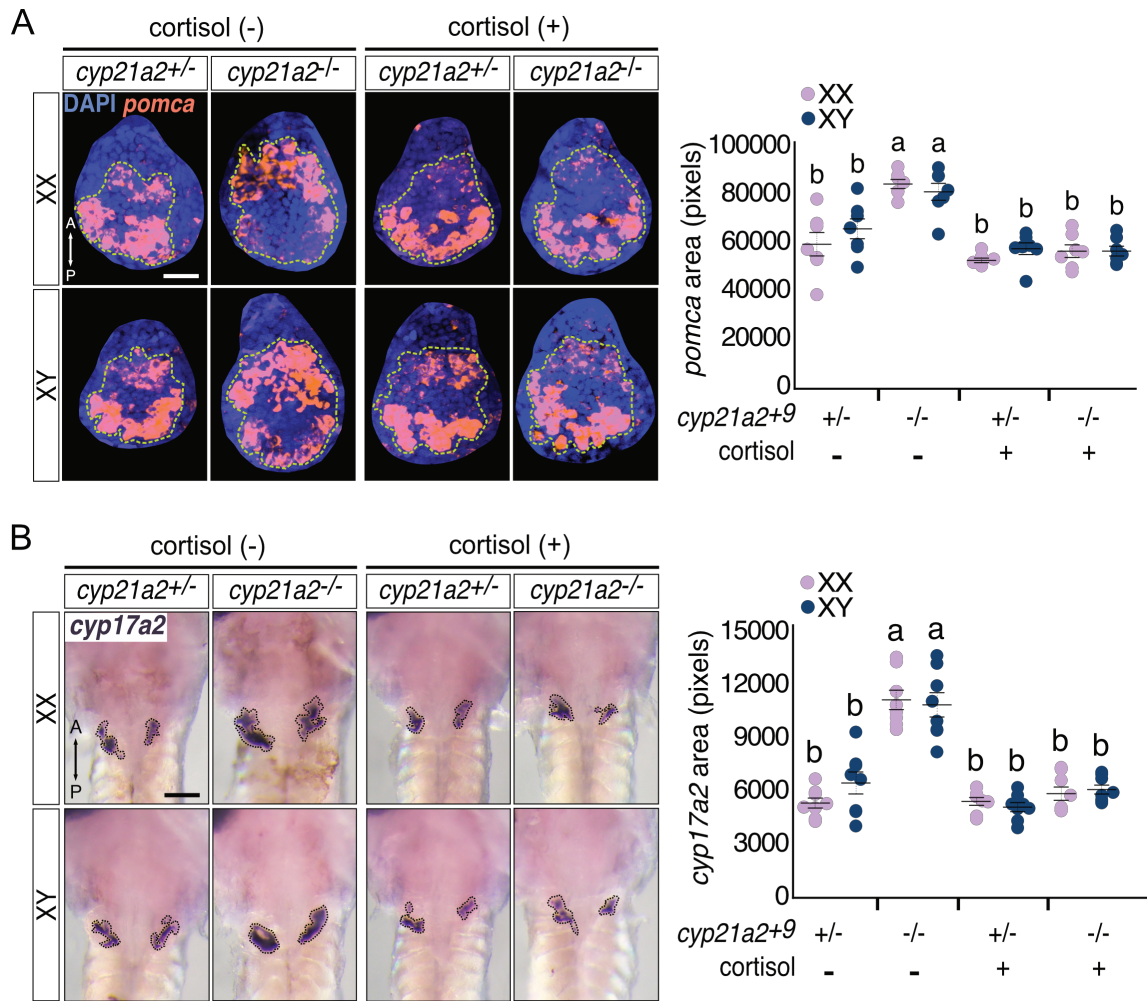 A
cortisol (-)
cortisol (+)
cyp21a2+/-
cyp21a2-/-
cyp21a2+/-
cyp21a2-/-
DAPI pomca
XX
A
P
XY
XX
XY
pomca area (pixels)
100000
80000
60000
40000
20000
0
b b a a b b b b
cyp21a2+9 +/- -/- +/- -/-
cortisol - - + +
B
cortisol (-)
cortisol (+)
cyp21a2+/-
cyp21a2-/-
cyp21a2+/-
cyp21a2-/-
cyp17a2
XX
A
P
XY
XX
XY
cyp17a2 area (pixels)
15000
12000
9000
6000
3000
0
b b a a b b b b
cyp21a2+9 +/- -/- +/- -/-
cortisol - - + +